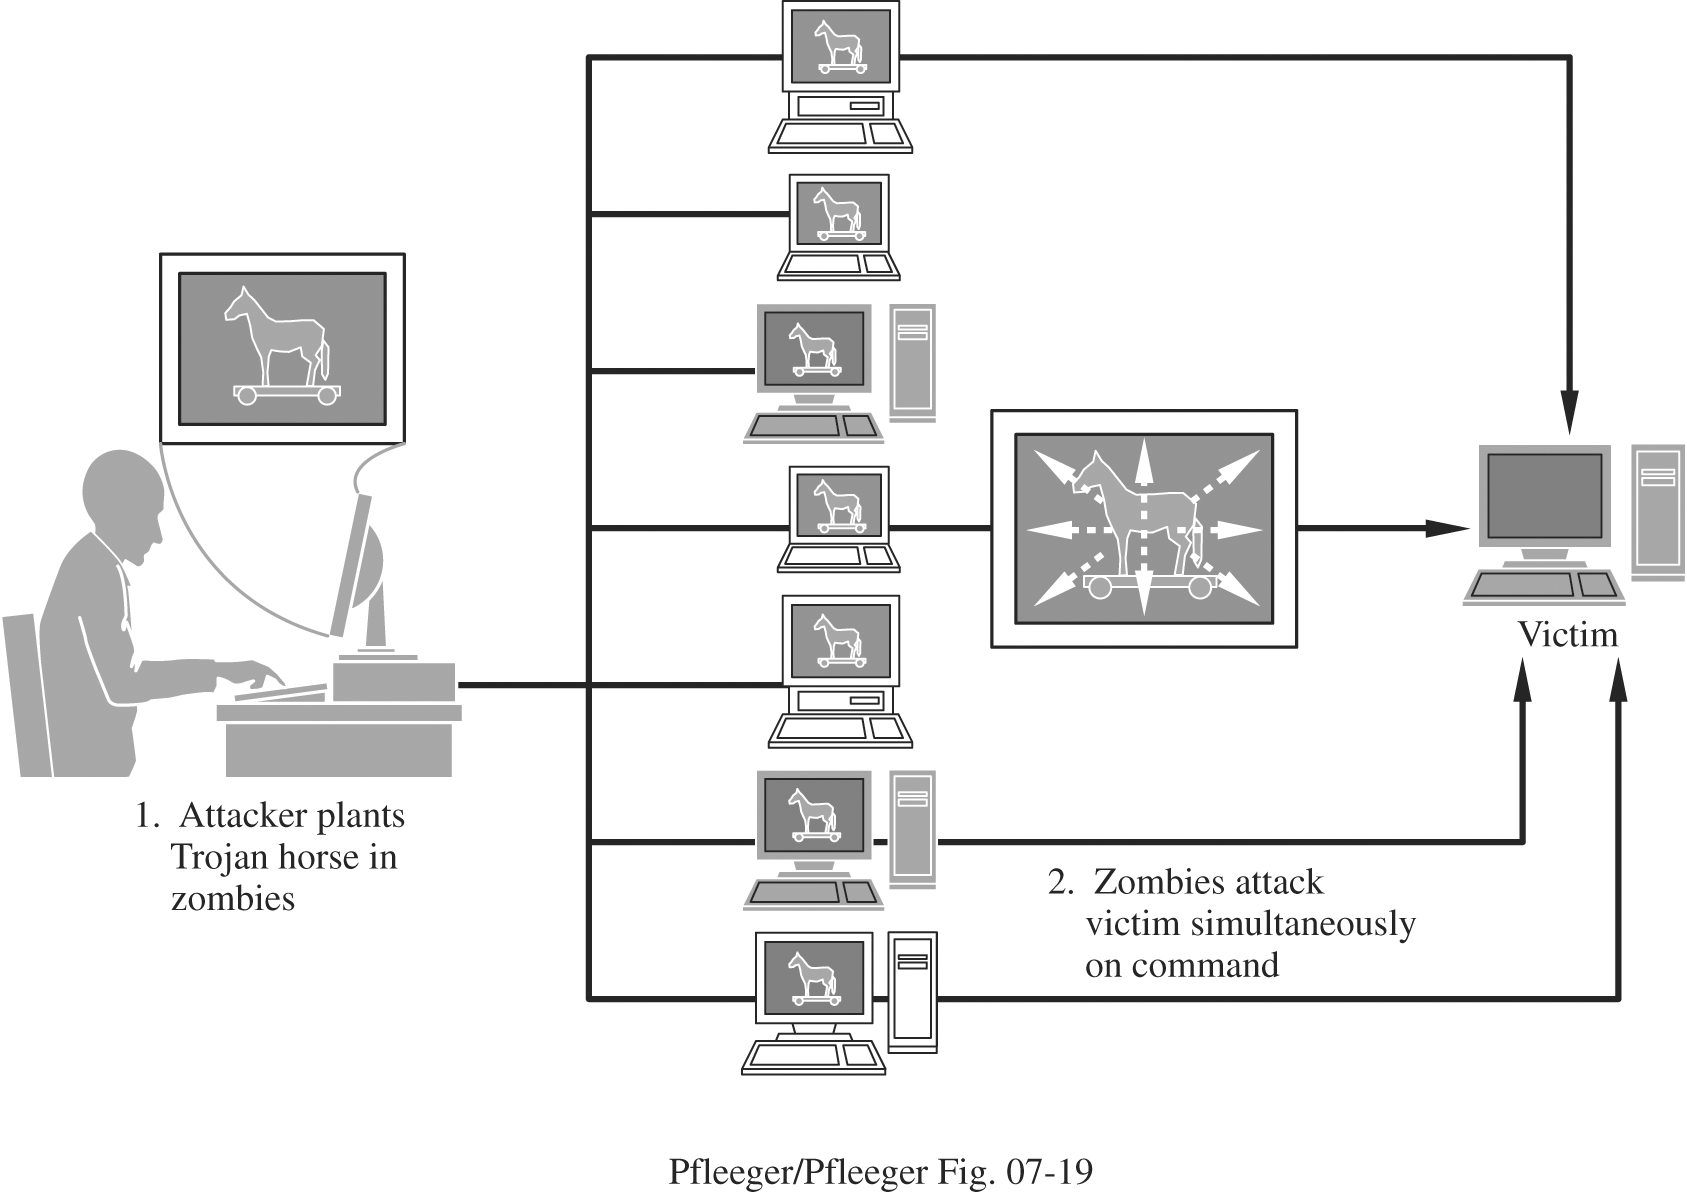 Victim
1. Attacker plants
Trojan horse in
zombies
2. Zombies attack
victim simultaneously
on command
Pfleeger/Pfleeger Fig. 07-19